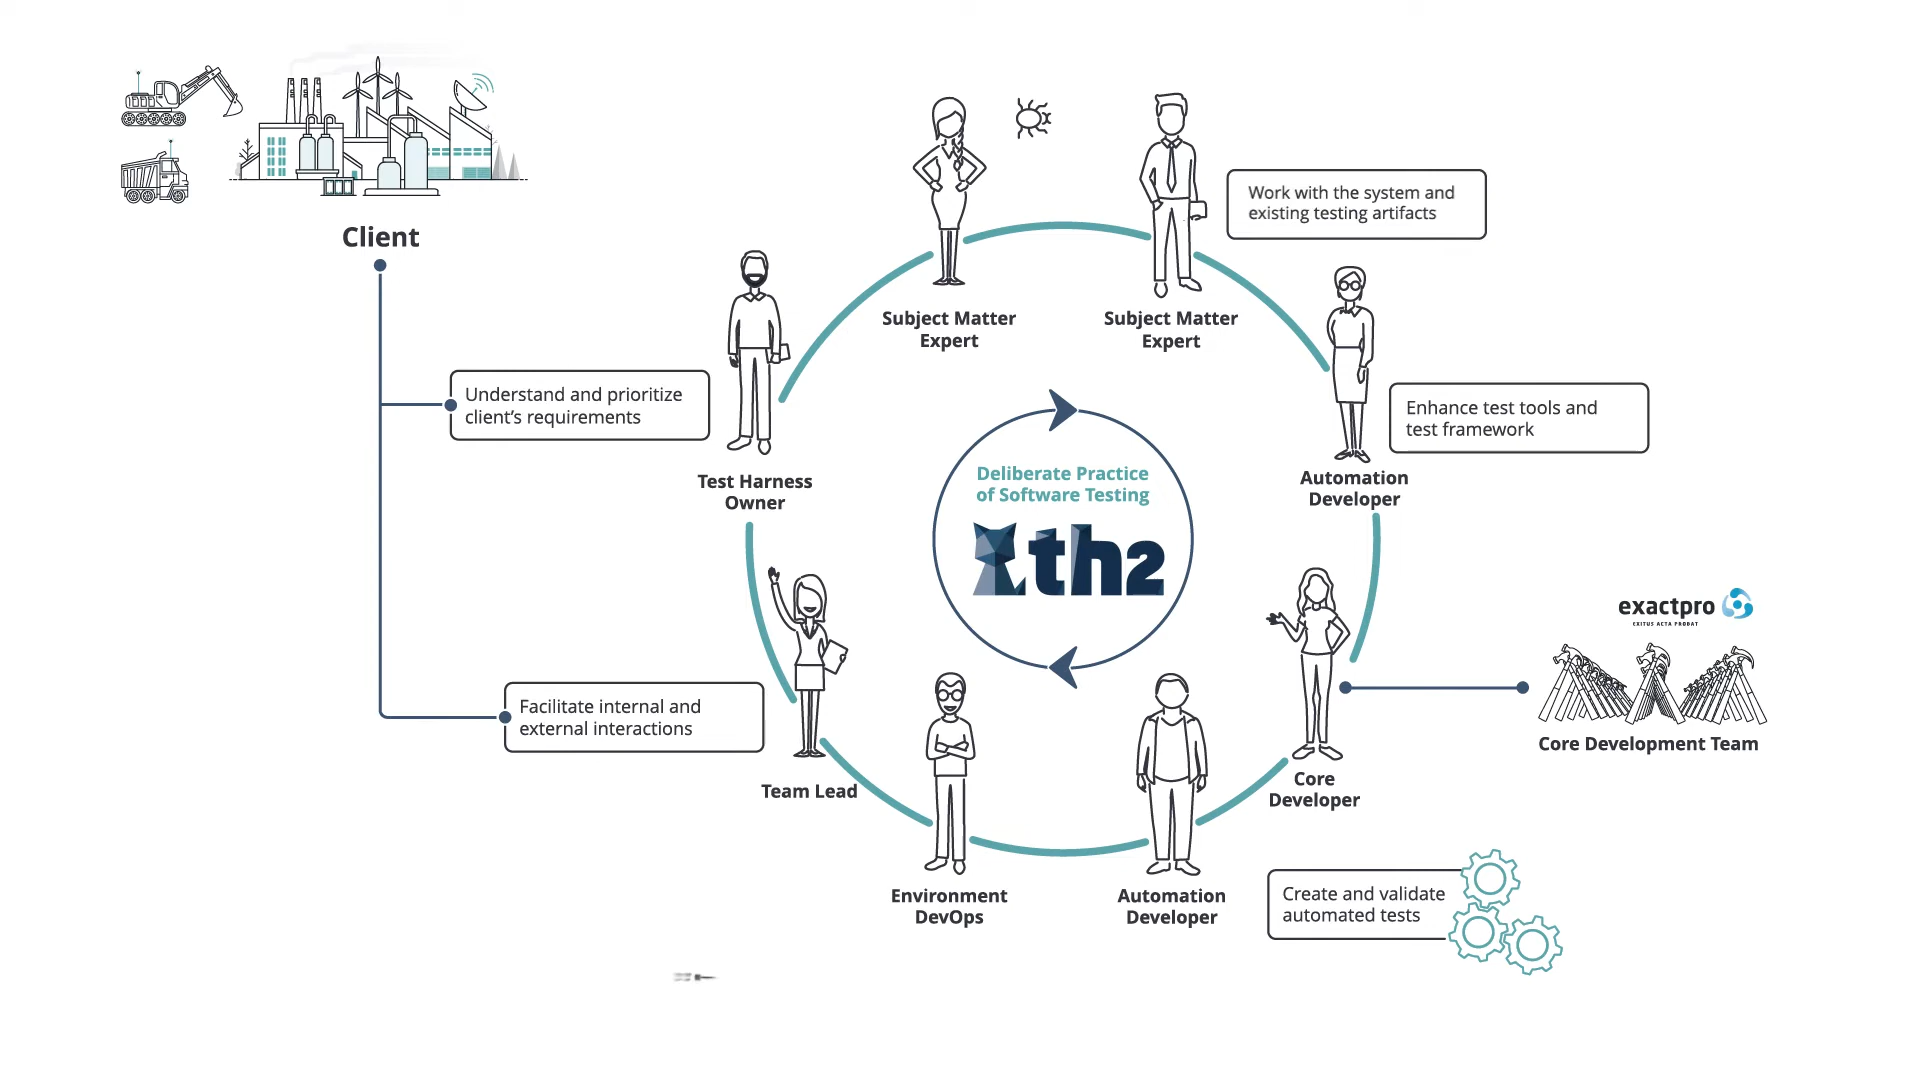 Client
Work with the system and
existing testing artifacts
Subject Matter
Expert
Subject Matter
Expert
Understand and prioritize
client’s requirements
Enhance test tools and
test framework
Test Harness
Owner
Deliberate Practice
of Software Testing
th2
Automation
Developer
exactpro
EXITUS ACTA PROBAT
Facilitate internal and
external interactions
Core Development Team
Team Lead
Core
Developer
Environment
DevOps
Automation
Developer
Create and validate
automated tests